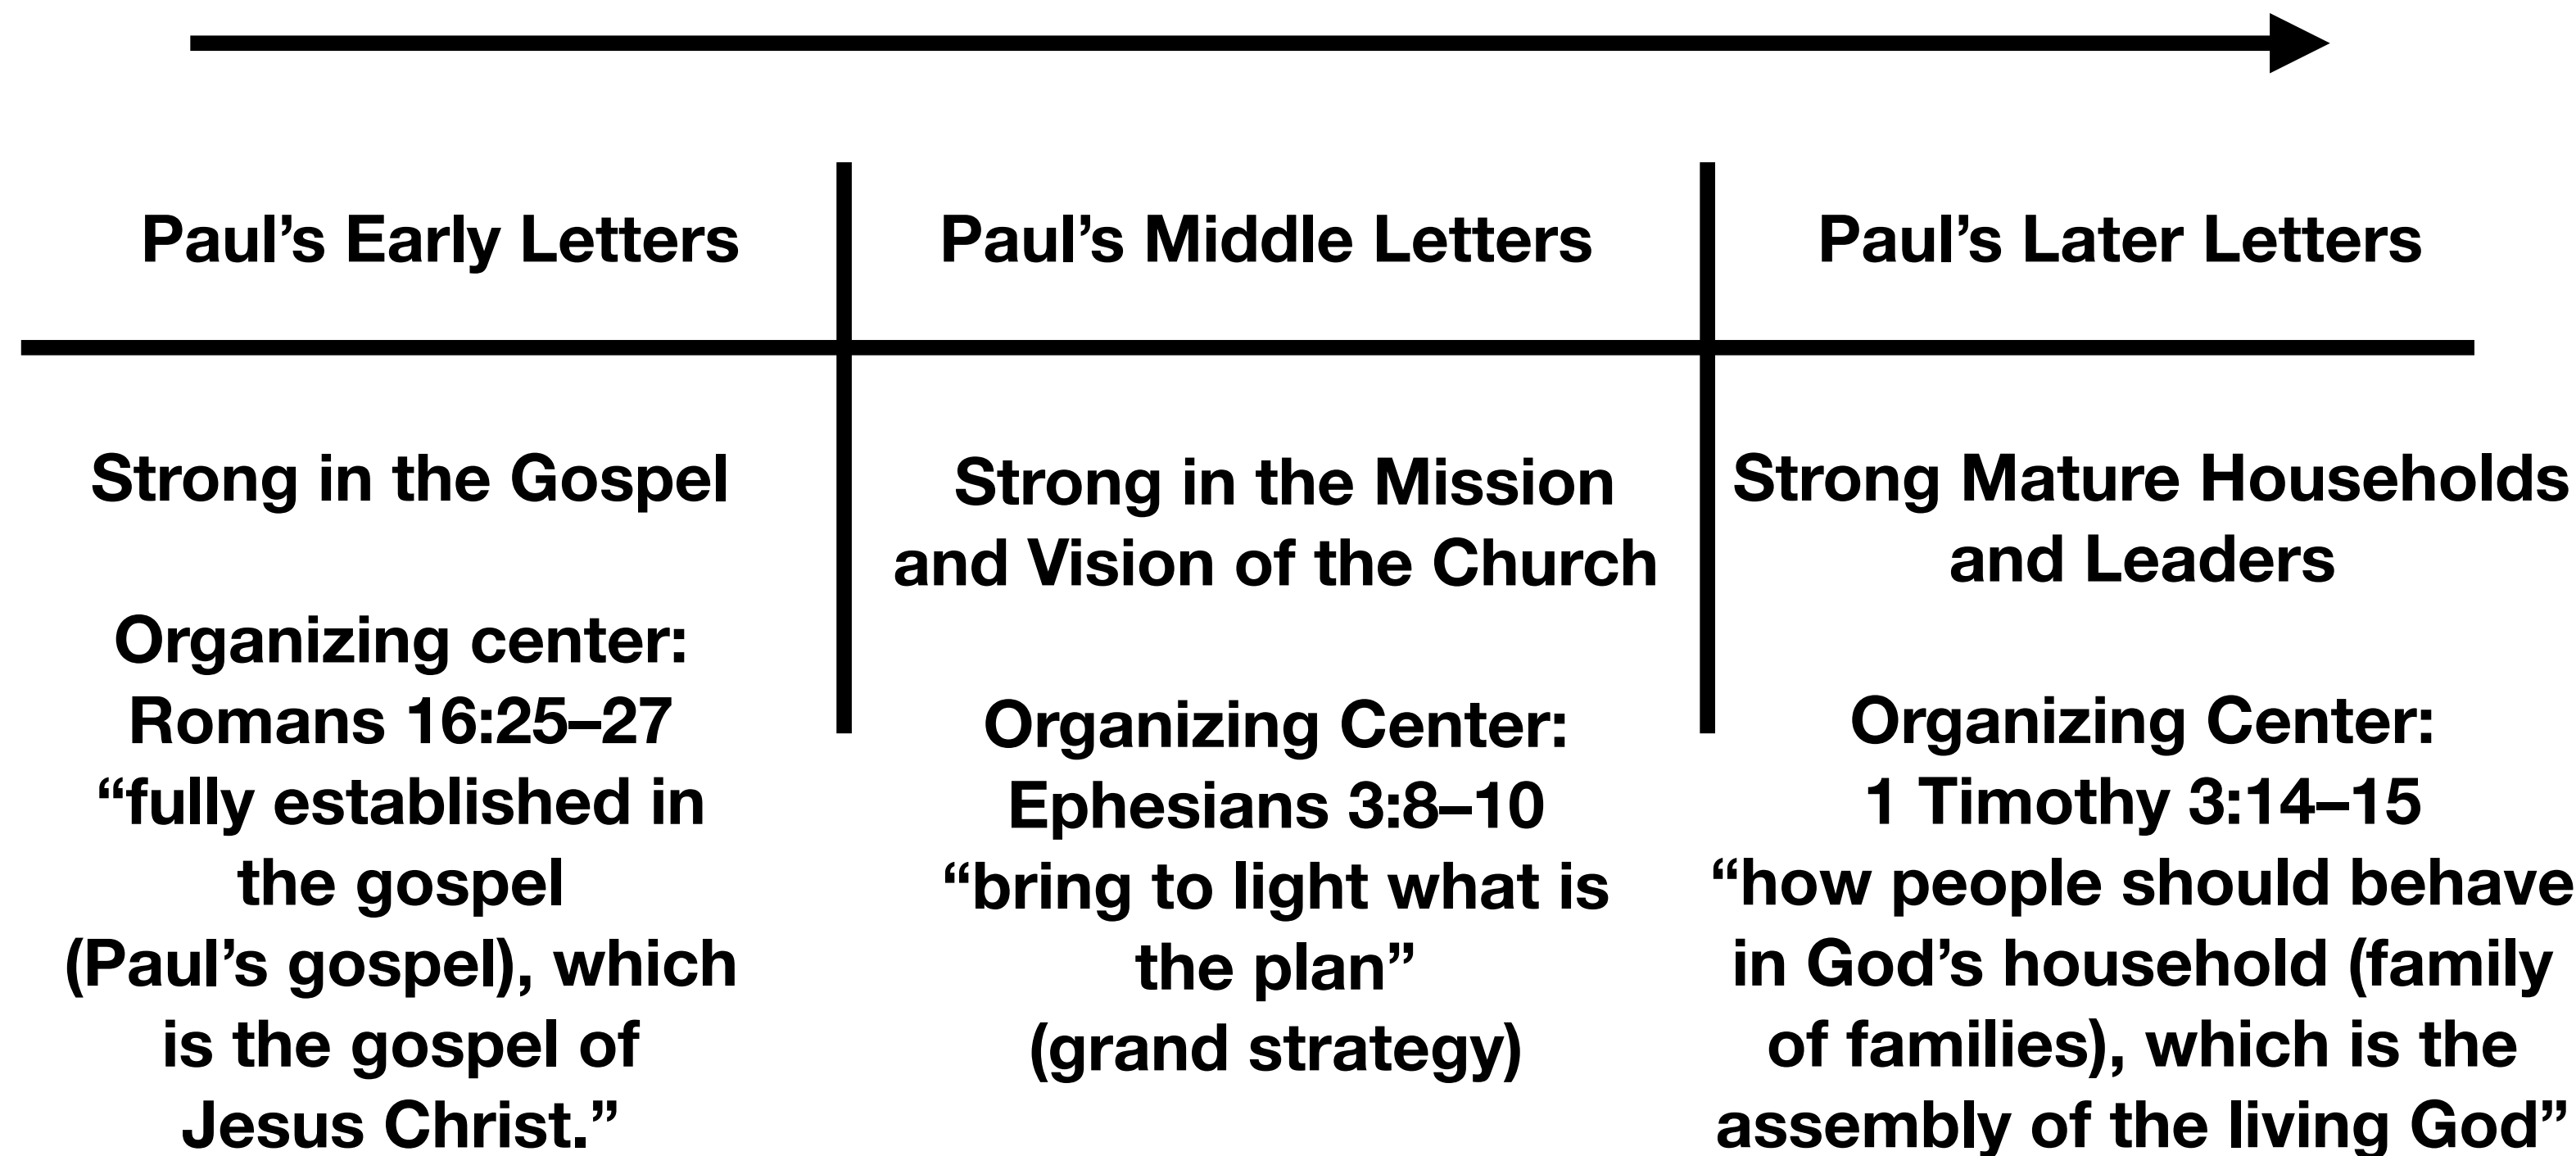 Paul’s Early Letters
Strong in the Gospel
Organizing center:
Romans 16:25–27
“fully established in
the gospel
(Paul’s gospel), which
is the gospel of
Jesus Christ.”
Paul’s Middle Letters
Strong in the Mission
and Vision of the Church
Organizing Center:
Ephesians 3:8–10
“bring to light what is
the plan”
(grand strategy)
Paul’s Later Letters
Strong Mature Households
and Leaders
Organizing Center:
1 Timothy 3:14–15
“how people should behave
in God’s household (family
of families), which is the
assembly of the living God”